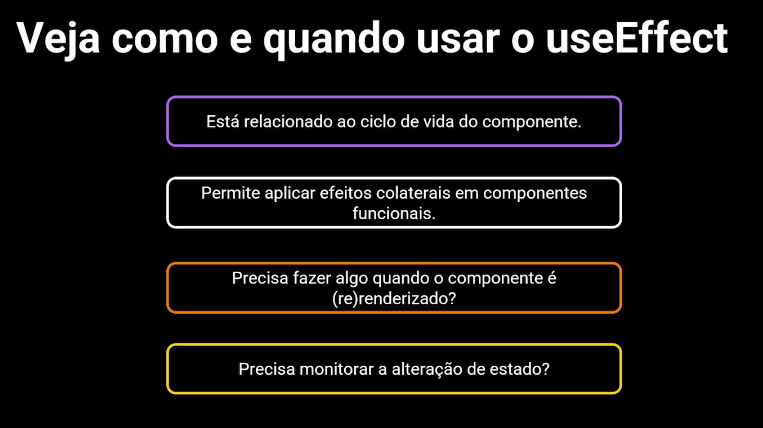 Veja como e quando usar o useEffect
Está relacionado ao ciclo de vida do componente.
Permite aplicar efeitos colaterais em componentes
funcionais.
Precisa fazer algo quando o componente é
(re)renderizado?
Precisa monitorar a alteração de estado?